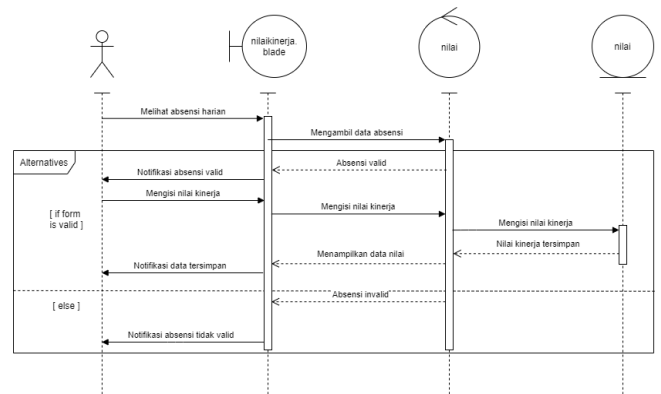 nilaikinerja.
blade
nilai
nilai
Melihat absensi harian
Mengambil data absensi
Alternatives
Absensi valid
Notifikasi absensi valid
Mengisi nilai kinerja
[ if form
is valid ]
Mengisi nilai kinerja
Mengisi nilai kinerja
Nilai kinerja tersimpan
Menampilkan data nilai
Notifikasi data tersimpan
Absensi invalid
[ else ]
Notifikasi absensi tidak valid